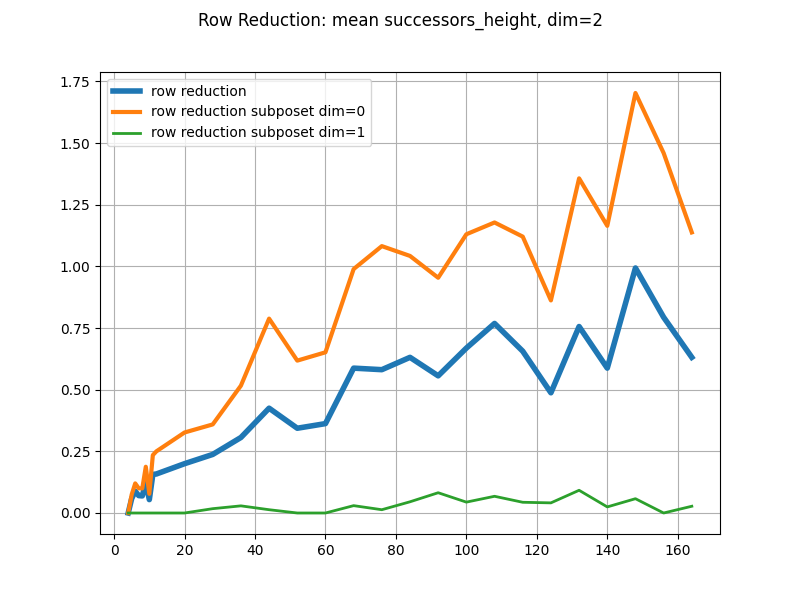 Row Reduction: mean successors_height, dim=2
row reduction
row reduction subposet dim=0
row reduction subposet dim=1
1.75
1.50
1.25
1.00
0.75
0.50
0.25
0.00
0 20 40 60 80 100 120 140 160